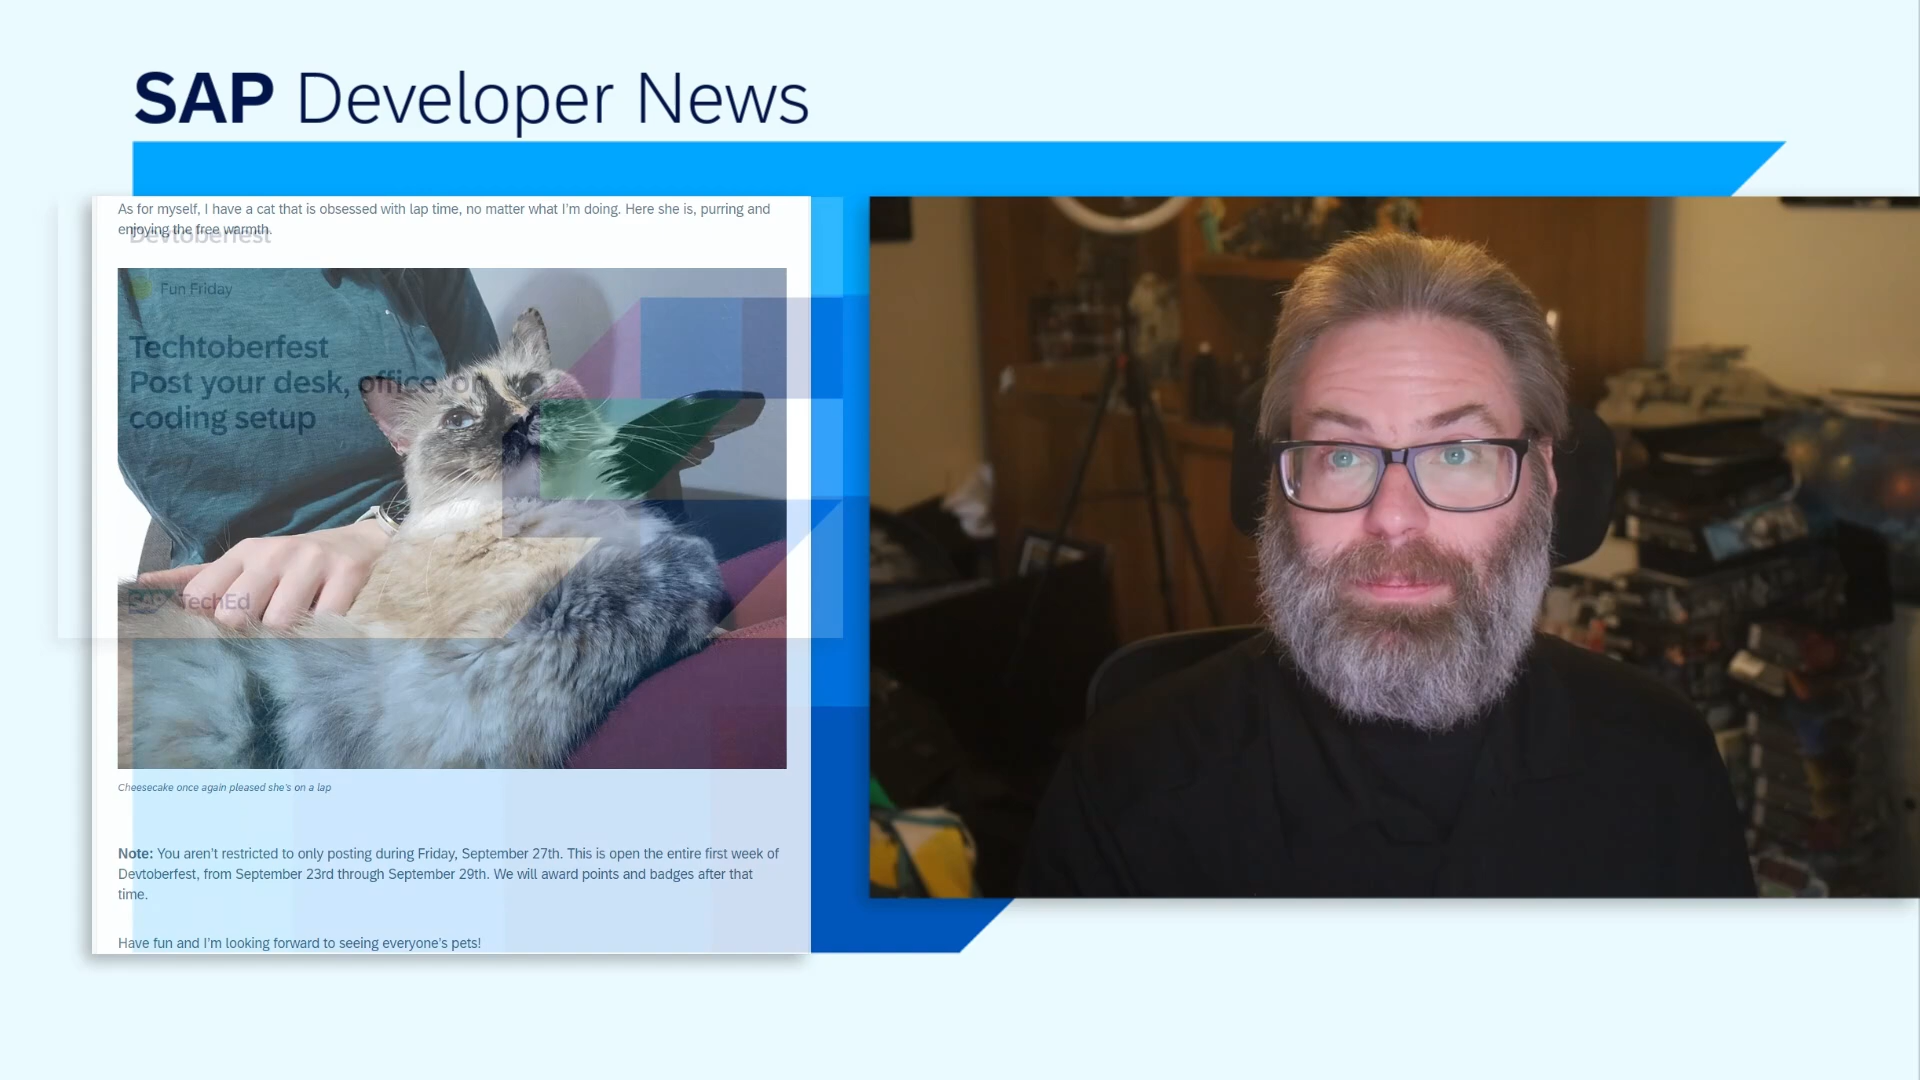 SAP Developer News
As for myself, I have a cat that is obsessed with lap time, no matter what I'm doing. Here she is, purring and
enjoying the free warmth.
Devtoberfest
Fun Friday
Techtoberfest
Post your desk, office, or
coding setup
SAP TechEd
Cheesecake once again pleased she's on a lap
Note: You aren't restricted to only posting during Friday, September 27th. This is open the entire first week of
Devtoberfest, from September 23rd through September 29th. We will award points and badges after that
time.
Have fun and I'm looking forward to seeing everyone's pets!